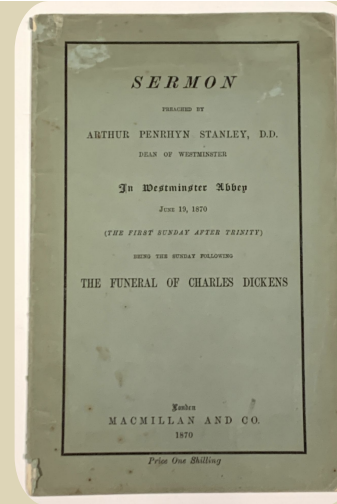 SERMON
PREACHED BY
ARTHUR PENRHYN STANLEY, D.D.
DEAN OF WESTMINSTER
In Westminster Abbey
JUNE 19, 1870
(THE FIRST SUNDAY AFTER TRINITY)
BEING THE SUNDAY FOLLOWING
THE FUNERAL OF CHARLES DICKENS
London
MACMILLAN AND CO.
1870
Price One Shilling